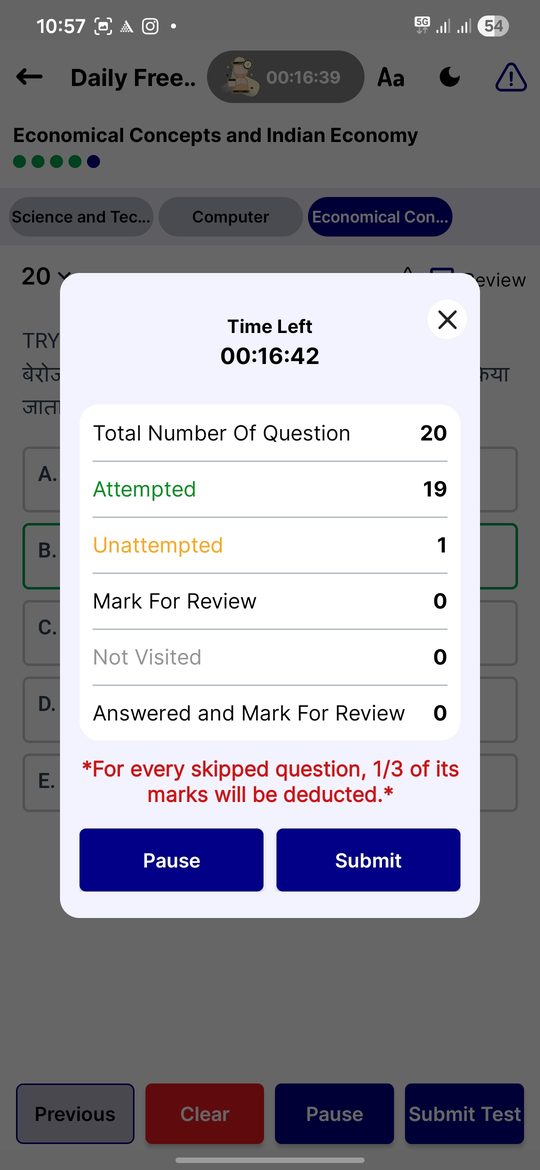 10:57
5G
54
Daily Free..
00:16:39
Aa
Economical Concepts and Indian Economy
Science and Tec...
Computer
Economical Con...
20
Review
Time Left
00:16:42
TRY
जाता
A.
B.
C.
D.
E.
Total Number Of Question 20
Attempted 19
Unattempted 1
Mark For Review 0
Not Visited 0
Answered and Mark For Review 0
*For every skipped question, 1/3 of its
marks will be deducted.*
Pause
Submit
Previous
Clear
Pause
Submit Test